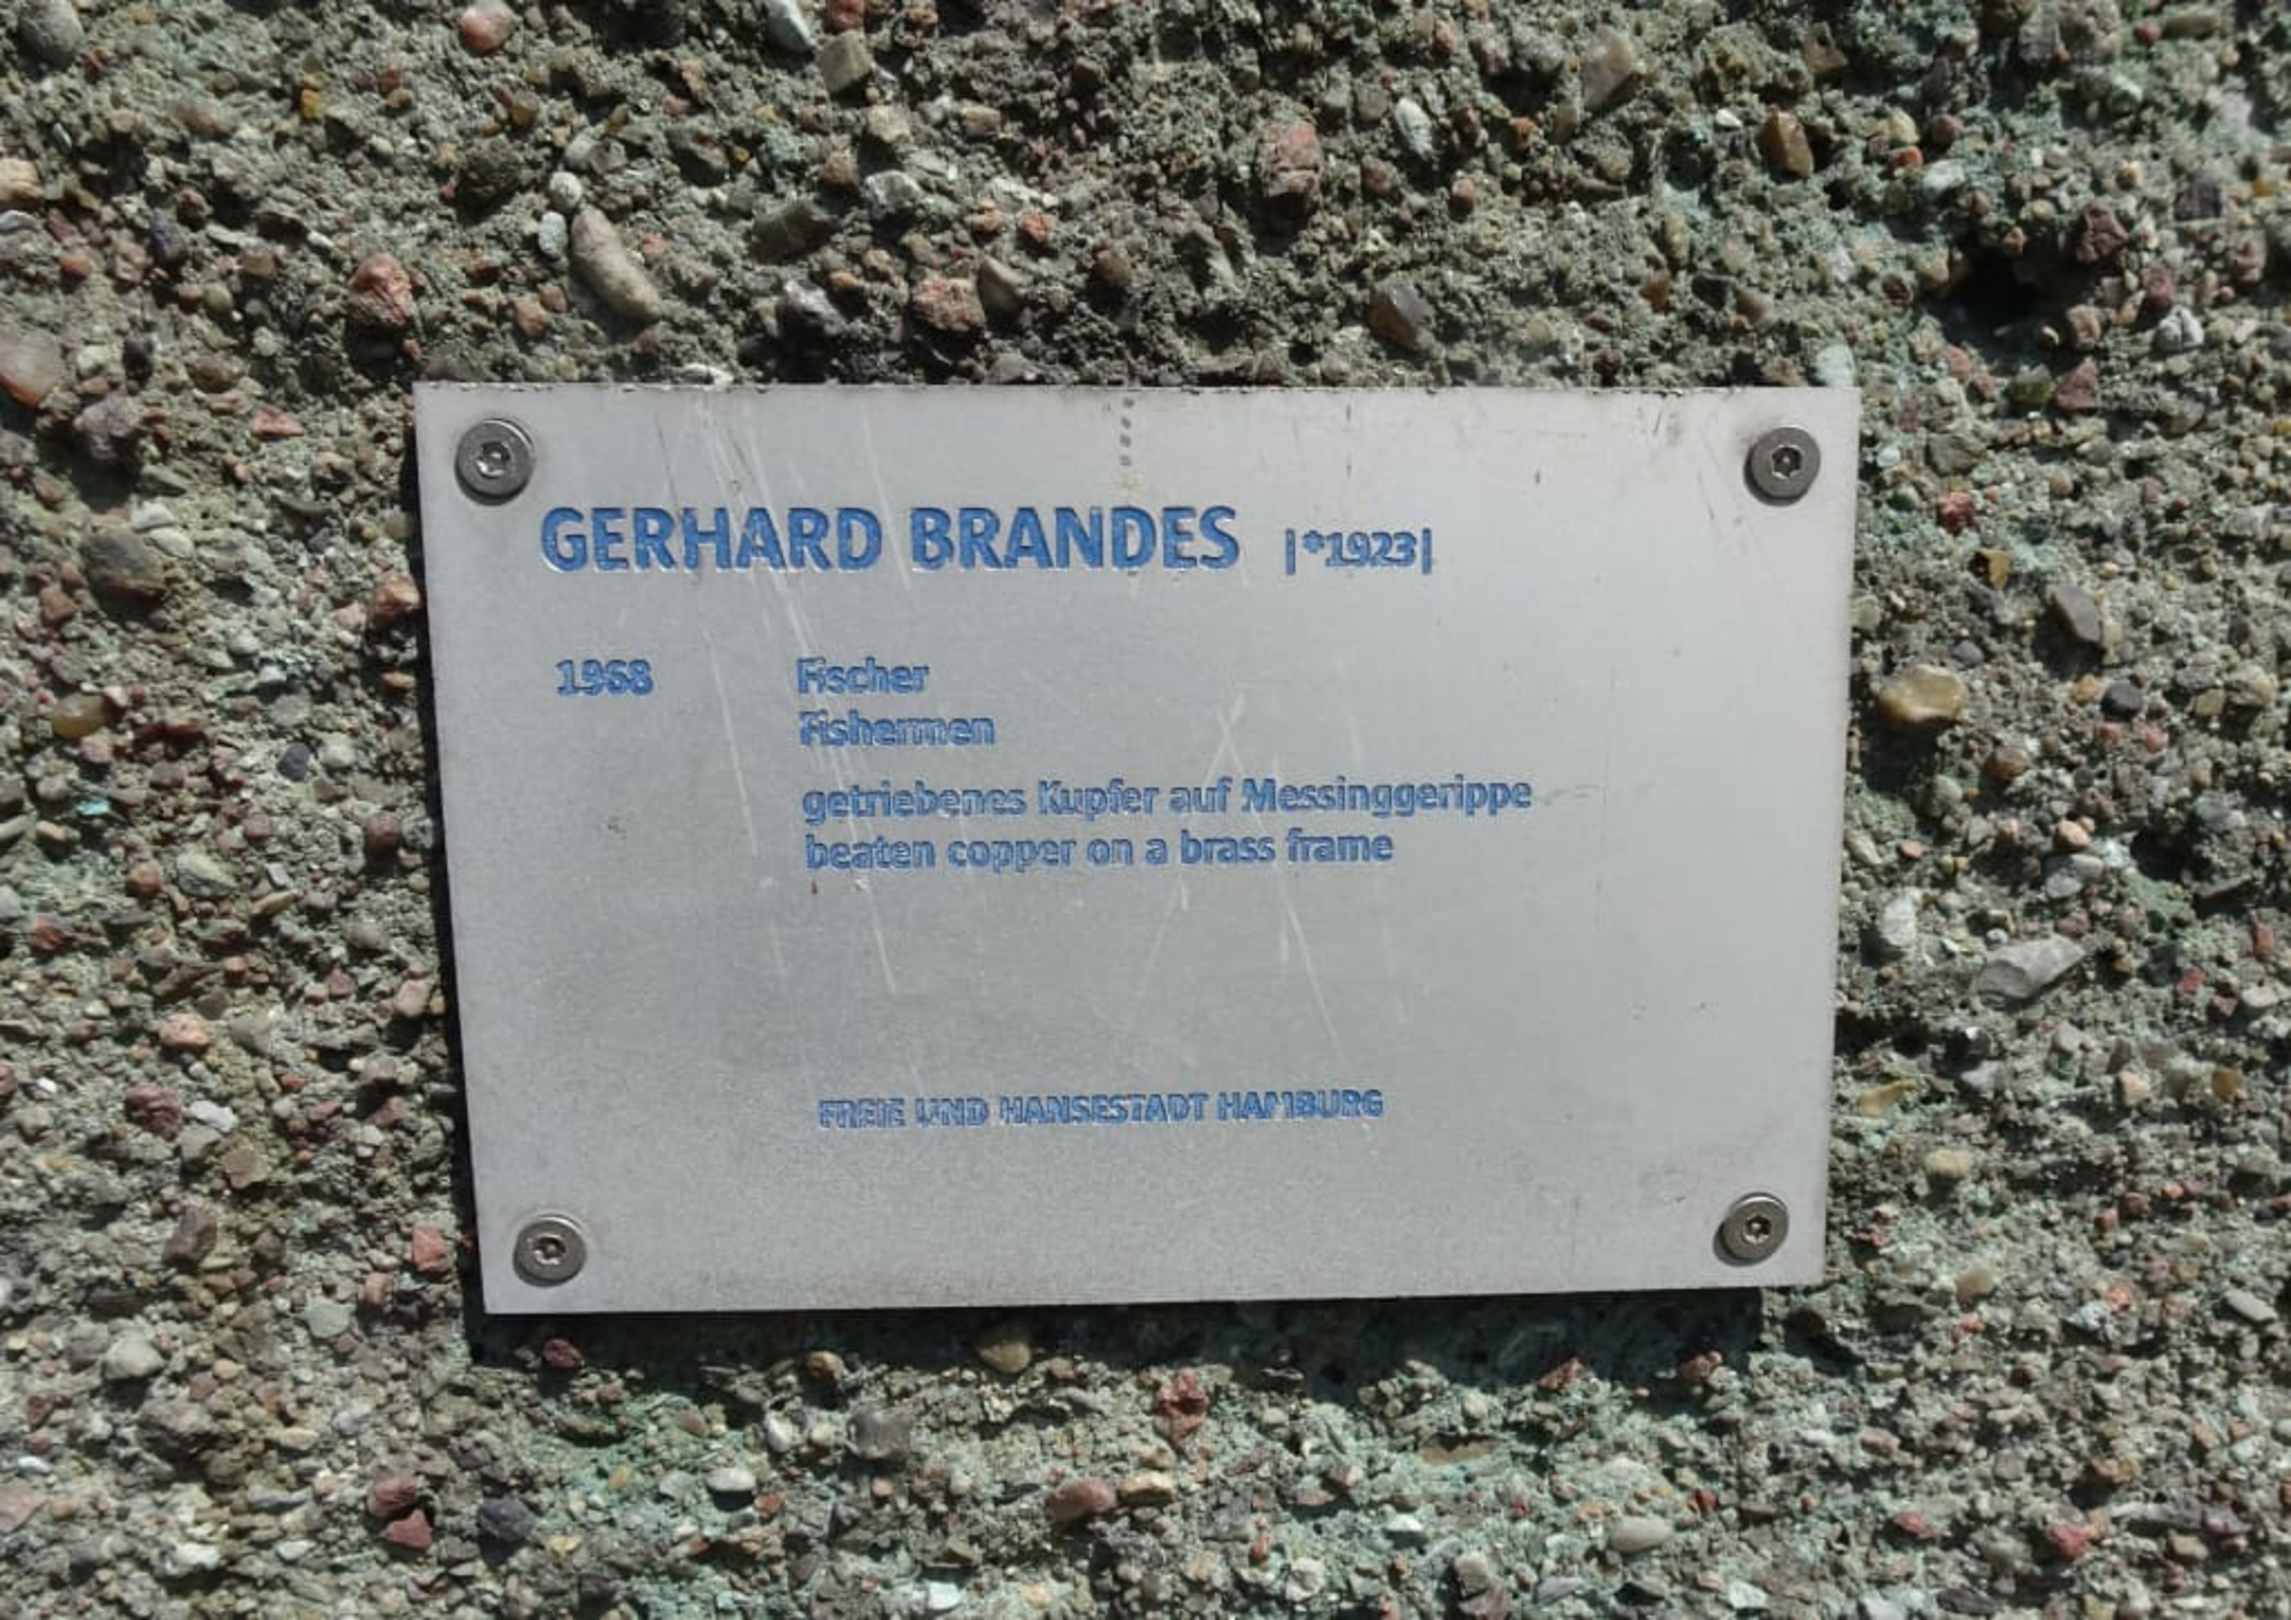 GERHARD BRANDES |*1923|
1968 Fischer
Fishermen
getriebenes Kupfer auf Messinggerippe
beaten copper on a brass frame
FREIE UND HANSESTADT HAMBURG